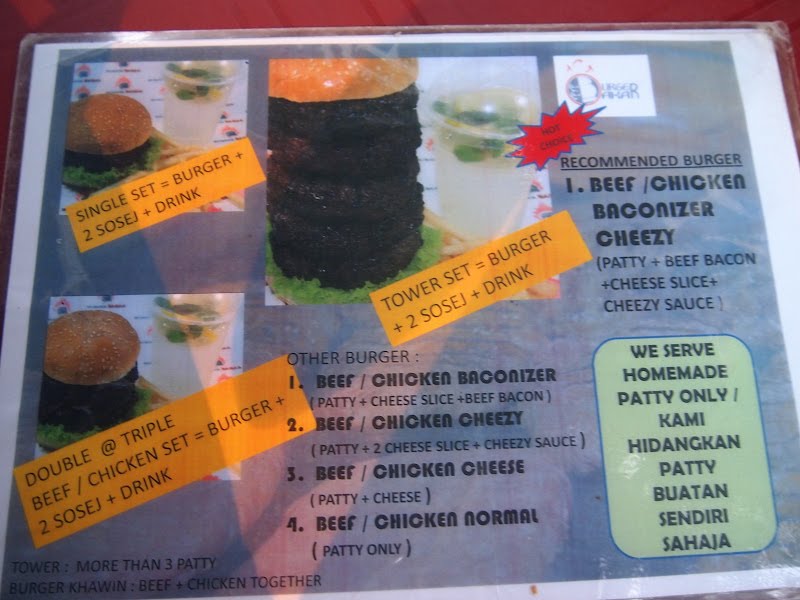 SINGLE SET = BURGER +
2 SOSEJ + DRINK
TOWER SET = BURGER
+ 2 SOSEJ + DRINK
DOUBLE @ TRIPLE
BEEF / CHICKEN SET = BURGER +
2 SOSEJ + DRINK
HOT
CHOICE
BURGER
BAKAR
RECOMMENDED BURGER
1. BEEF /CHICKEN
BACONIZER
CHEEZY
(PATTY + BEEF BACON
+CHEESE SLICE+
CHEEZY SAUCE )
OTHER BURGER :
1. BEEF / CHICKEN BACONIZER
( PATTY + CHEESE SLICE +BEEF BACON )
2. BEEF / CHICKEN CHEEZY
( PATTY + 2 CHEESE SLICE + CHEEZY SAUCE )
3. BEEF / CHICKEN CHEESE
( PATTY + CHEESE )
4. BEEF / CHICKEN NORMAL
( PATTY ONLY )
WE SERVE
HOMEMADE
PATTY ONLY /
KAMI
HIDANGKAN
PATTY
BUATAN
SENDIRI
SAHAJA
TOWER : MORE THAN 3 PATTY
BURGER KHAWIN : BEEF + CHICKEN TOGETHER